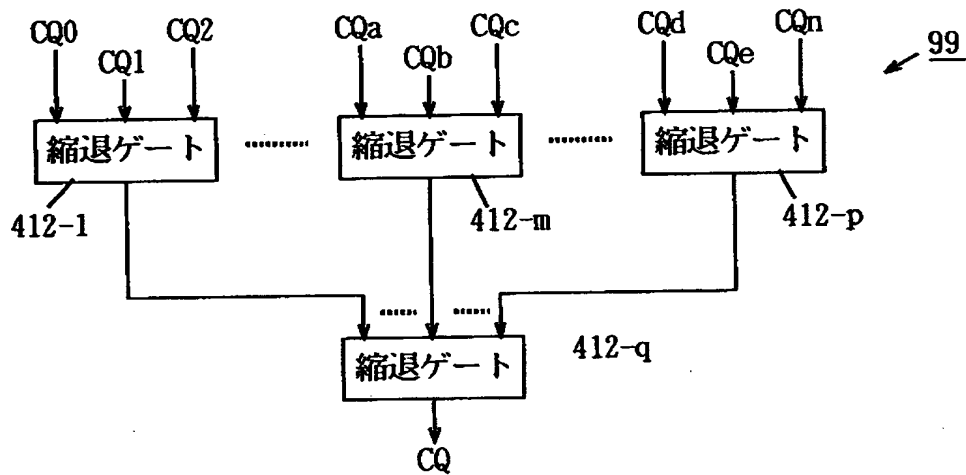 CQ0 CQ1 CQ2 CQa CQb CQc CQd CQe CQn 99
縮退ゲート 縮退ゲート 縮退ゲート
412-1 412-m 412-p
縮退ゲート 412-q
CQ